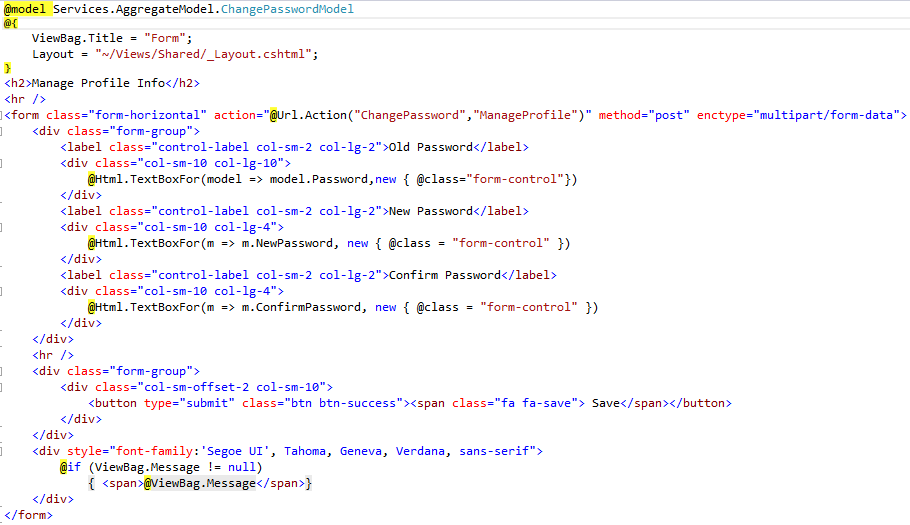 @model Services.AggregateModel.ChangePasswordModel
@{
    ViewBag.Title = "Form";
    Layout = "~/Views/Shared/_Layout.cshtml";
}
<h2>Manage Profile Info</h2>
<hr />
<form class="form-horizontal" action="@Url.Action("ChangePassword","ManageProfile")" method="post" enctype="multipart/form-data">
    <div class="form-group">
        <label class="control-label col-sm-2 col-lg-2">Old Password</label>
        <div class="col-sm-10 col-lg-10">
            @Html.TextBoxFor(model => model.Password,new { @class="form-control"})
        </div>
        <label class="control-label col-sm-2 col-lg-2">New Password</label>
        <div class="col-sm-10 col-lg-4">
            @Html.TextBoxFor(m => m.NewPassword, new { @class = "form-control" })
        </div>
        <label class="control-label col-sm-2 col-lg-2">Confirm Password</label>
        <div class="col-sm-10 col-lg-4">
            @Html.TextBoxFor(m => m.ConfirmPassword, new { @class = "form-control" })
        </div>
    </div>
    <hr />
    <div class="form-group">
        <div class="col-sm-offset-2 col-sm-10">
            <button type="submit" class="btn btn-success"><span class="fa fa-save"> Save</span></button>
        </div>
    </div>
    <div style="font-family:'Segoe UI', Tahoma, Geneva, Verdana, sans-serif">
        @if (ViewBag.Message != null)
            { <span>@ViewBag.Message</span>}
    </div>
</form>